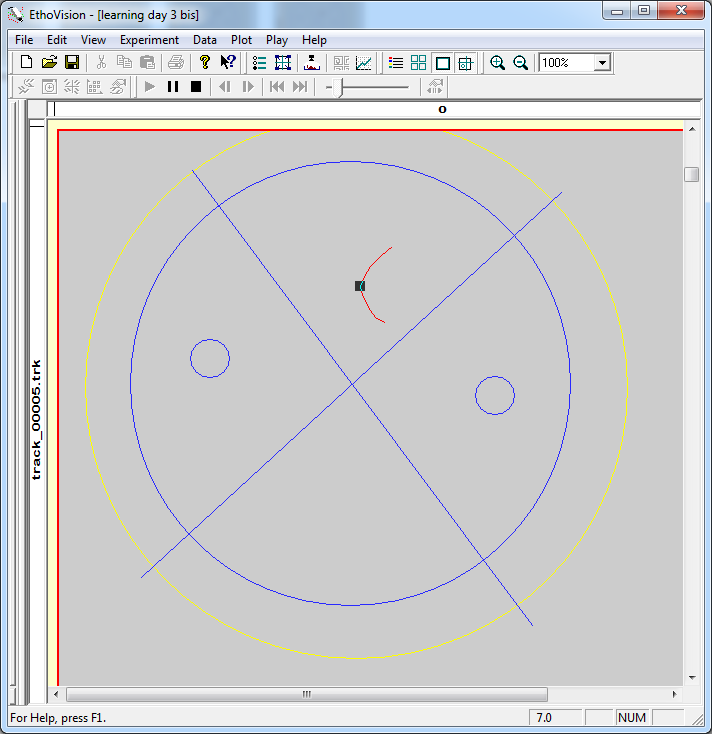 EthoVision - [learning day 3 bis]
File Edit View Experiment Data Plot Play Help
100%
o
track_00005.trk
For Help, press F1.
7.0
NUM